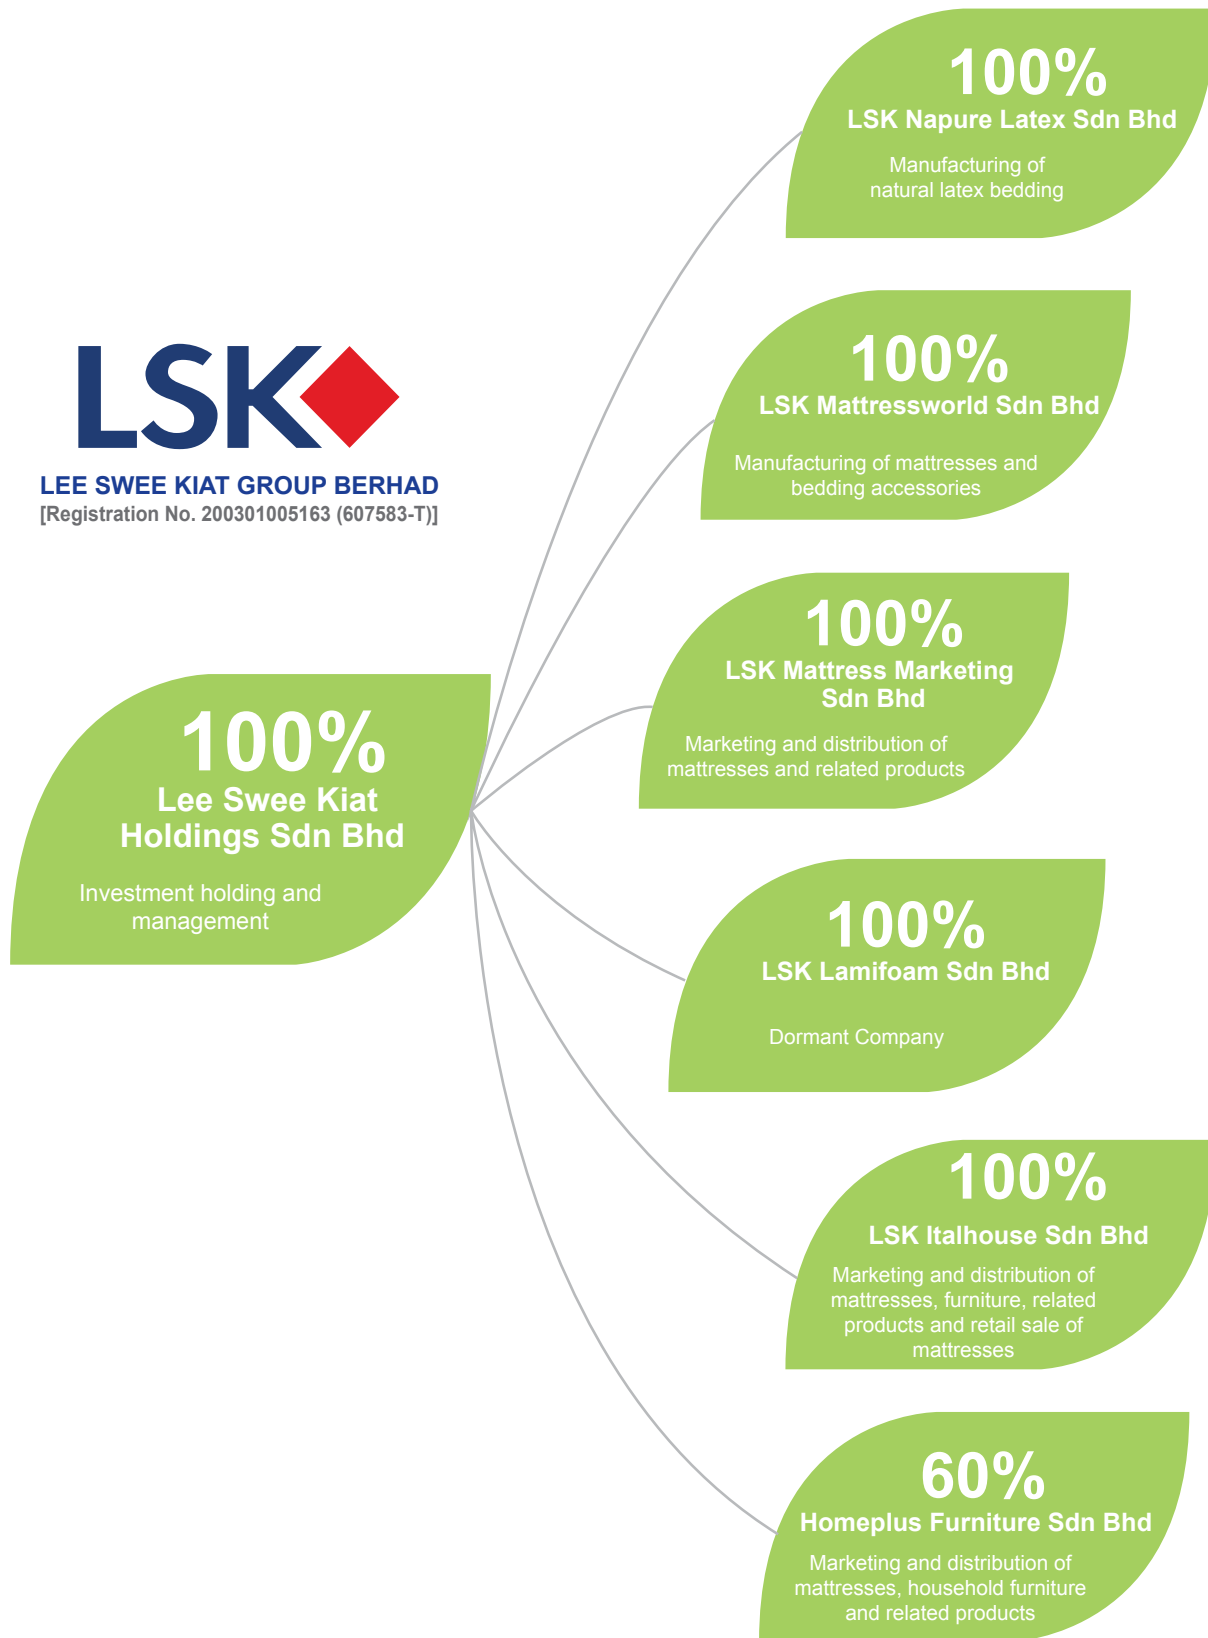 LSK
LEE SWEE KIAT GROUP BERHAD
[Registration No. 200301005163 (607583-T)]
100%
Lee Swee Kiat
Holdings Sdn Bhd
Investment holding and
management
100%
LSK Napure Latex Sdn Bhd
Manufacturing of
natural latex bedding
100%
LSK Mattressworld Sdn Bhd
Manufacturing of mattresses and
bedding accessories
100%
LSK Mattress Marketing
Sdn Bhd
Marketing and distribution of
mattresses and related products
100%
LSK Lamifoam Sdn Bhd
Dormant Company
100%
LSK Italhouse Sdn Bhd
Marketing and distribution of
mattresses, furniture, related
products and retail sale of
mattresses
60%
Homeplus Furniture Sdn Bhd
Marketing and distribution of
mattresses, household furniture
and related products